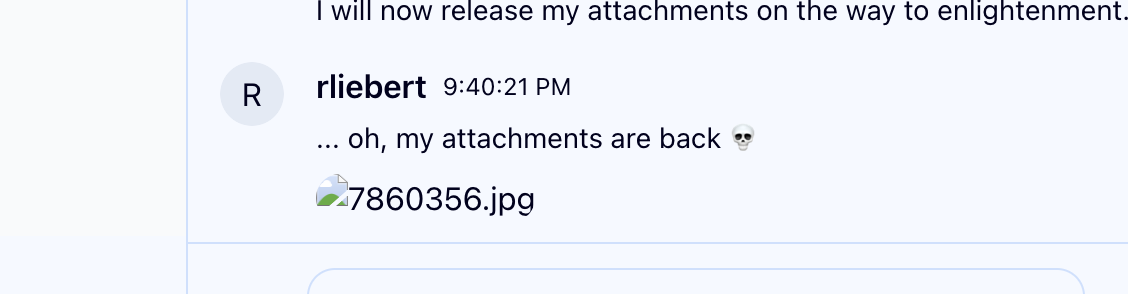 I will now release my attachments on the way to enlightenment.
R
rliebert 9:40:21 PM
... oh, my attachments are back 💀
7860356.jpg